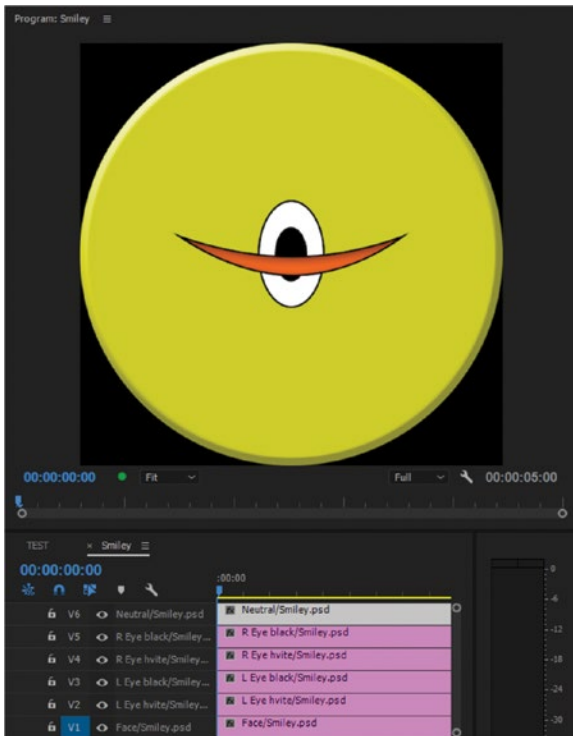 Program: Smiley
00:00:00:00 Fit Full 00:00:05:00
TEST × Smiley
00:00:00:00
:00:00
V6 Neutral/Smiley.psd Neutral/Smiley.psd
V5 R Eye black/Smiley... R Eye black/Smiley.psd
V4 R Eye hvite/Smiley... R Eye hvite/Smiley.psd
V3 L Eye black/Smiley... L Eye black/Smiley.psd
V2 L Eye hvite/Smiley... L Eye hvite/Smiley.psd
V1 Face/Smiley.psd Face/Smiley.psd
0
-6
-12
-18
-24
-30